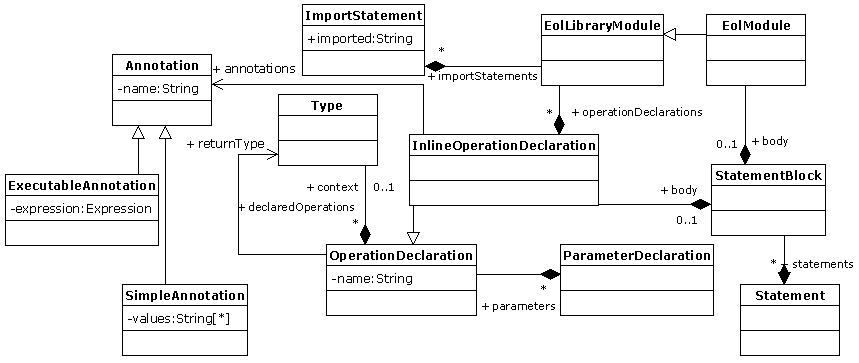 ImportStatement
+imported:String
EolLibraryModule
EolModule
*
+ importStatements
Annotation
-name:String
+ annotations
Type
* + operationDeclarations
+ returnType
InlineOperationDeclaration
0..1 + body
ExecutableAnnotation
-expression:Expression
+ context 0..1
+ declaredOperations
*
+ body
0..1
StatementBlock
OperationDeclaration
-name:String
ParameterDeclaration
*
+ parameters
* - statements
Statement
SimpleAnnotation
-values:String[*]